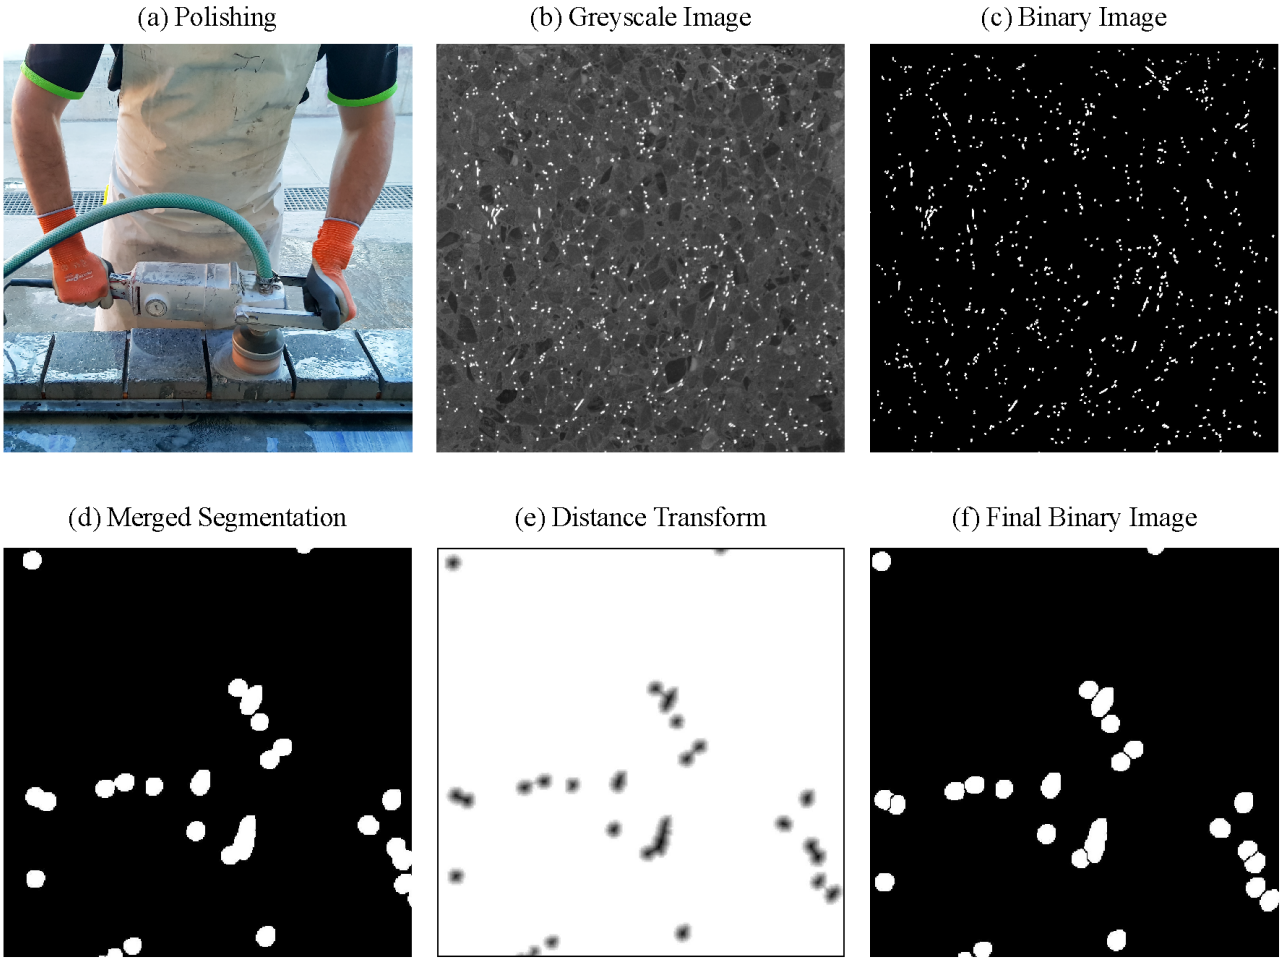 (a) Polishing
(b) Greyscale Image
(c) Binary Image
(d) Merged Segmentation
(e) Distance Transform
(f) Final Binary Image